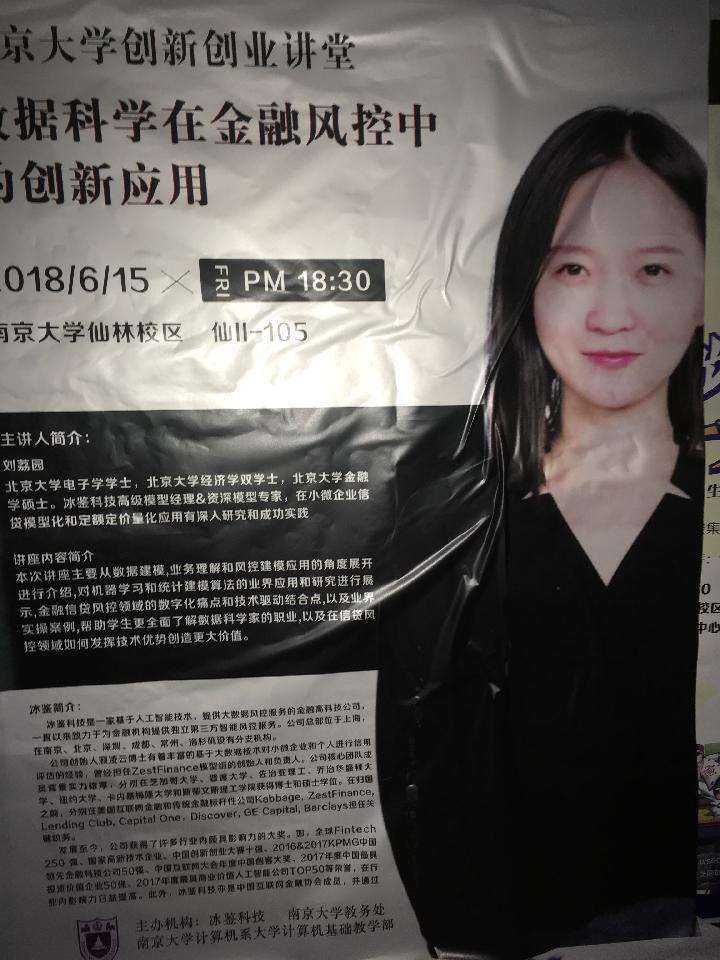 京大学创新创业讲堂
据科学在金融风控中
的创新应用
2018/6/15 × FRI PM 18:30
南京大学仙林校区 仙II-105
主讲人简介：
刘荔园
北京大学电子学学士，北京大学经济学双学士，北京大学金融
学硕士。冰鉴科技高级模型经理&资深模型专家，在小微企业信
贷模型化和定额定价量化应用有深入研究和成功实践
讲座内容简介
本次讲座主要从数据建模,业务理解和风控建模应用的角度展开
进行介绍,对机器学习和统计建模算法的业界应用和研究进行展
示,金融信贷风控领域的数字化痛点和技术驱动结合点,以及业界
实操案例,帮助学生更全面了解数据科学家的职业,以及在信贷风
控领域如何发挥技术优势创造更大价值。
冰鉴简介：
冰鉴科技是一家基于人工智能技术，提供大数据风控服务的金融高科技公司，
一直以来致力于为金融机构提供独立第三方智能风控服务。公司总部位于上海，
在南京、北京、深圳、成都、常州、洛杉矶设有分支机构。
公司创始人顾凌云博士有着丰富的基于大数据技术对小微企业和个人进行信用
评估的经验，曾经担任ZestFinance模型组的创始人和负责人。公司核心团队成
员背景实力雄厚，分别在芝加哥大学、普渡大学、佐治亚理工、乔治华盛顿大
学、纽约大学、卡内基梅隆大学和斯蒂文斯理工学院获得博士和硕士学位。在归国
之前，分别在美国互联网金融和传统金融标杆性公司Kabbage, ZestFinance,
Lending Club, Capital One, Discover, GE Capital, Barclays担任关
键职务。
发展至今，公司获得了许多行业内颇具影响力的大奖。如，全球Fintech
250 强、国家高新技术企业、中国创新创业大赛十强、2016&2017KPMG中国
领先金融科技公司50强、中国互联网大会年度中国创客大奖、2017年度中国最具
投资价值企业50强、2017年度最具商业价值人工智能公司TOP50等荣誉，在行
业内影响力日益提高。此外，冰鉴科技亦是中国互联网金融协会成员，并通过
主办机构：冰鉴科技 南京大学教务处
南京大学计算机系大学计算机基础教学部